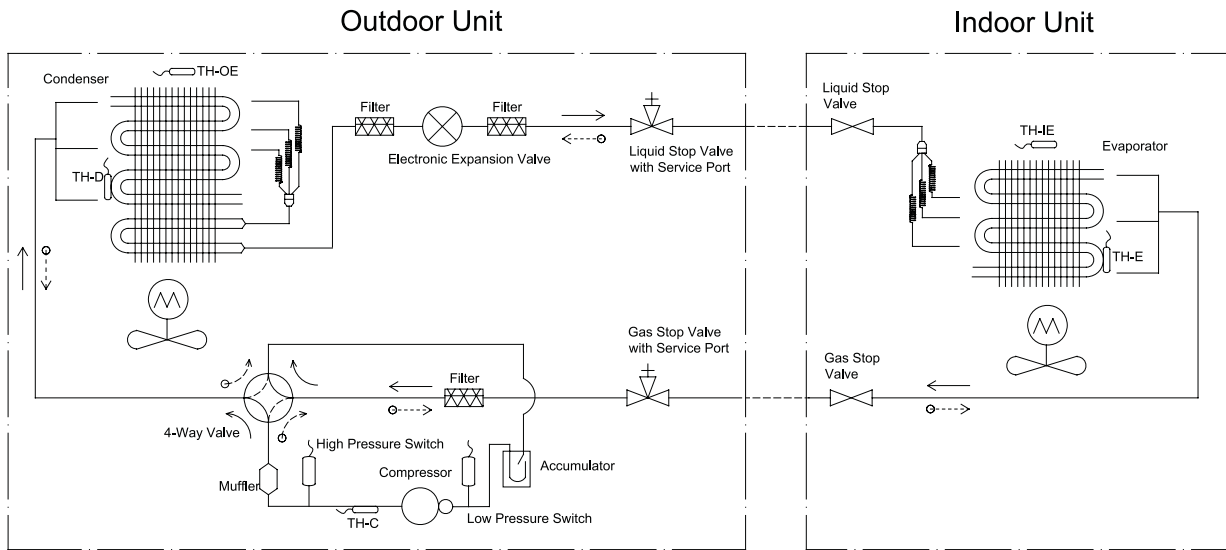 Outdoor Unit
Indoor Unit
Condenser
TH-OE
Filter
Filter
Electronic Expansion Valve
Liquid Stop Valve
with Service Port
Liquid Stop
Valve
TH-IE
Evaporator
TH-D
TH-E
Gas Stop Valve
with Service Port
Gas Stop
Valve
Filter
4-Way Valve
High Pressure Switch
Compressor
Accumulator
Muffler
TH-C
Low Pressure Switch